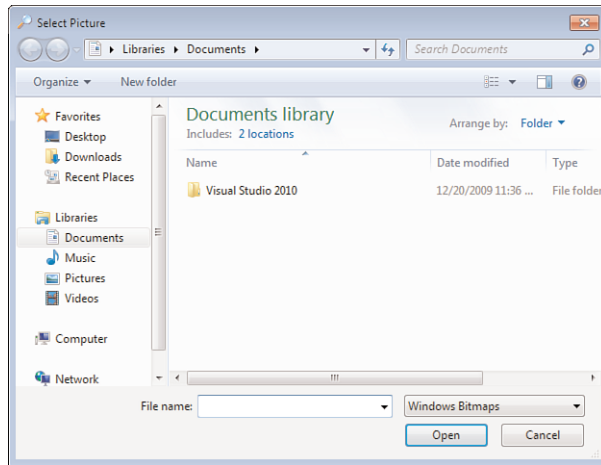 Select Picture
Libraries Documents
Search Documents
Organize New folder
Favorites
Desktop
Downloads
Recent Places
Libraries
Documents
Music
Pictures
Videos
Computer
Network
Documents library
Includes: 2 locations
Arrange by: Folder
Name Date modified Type
Visual Studio 2010 12/20/2009 11:36 ... File folder
File name: Windows Bitmaps
Open Cancel